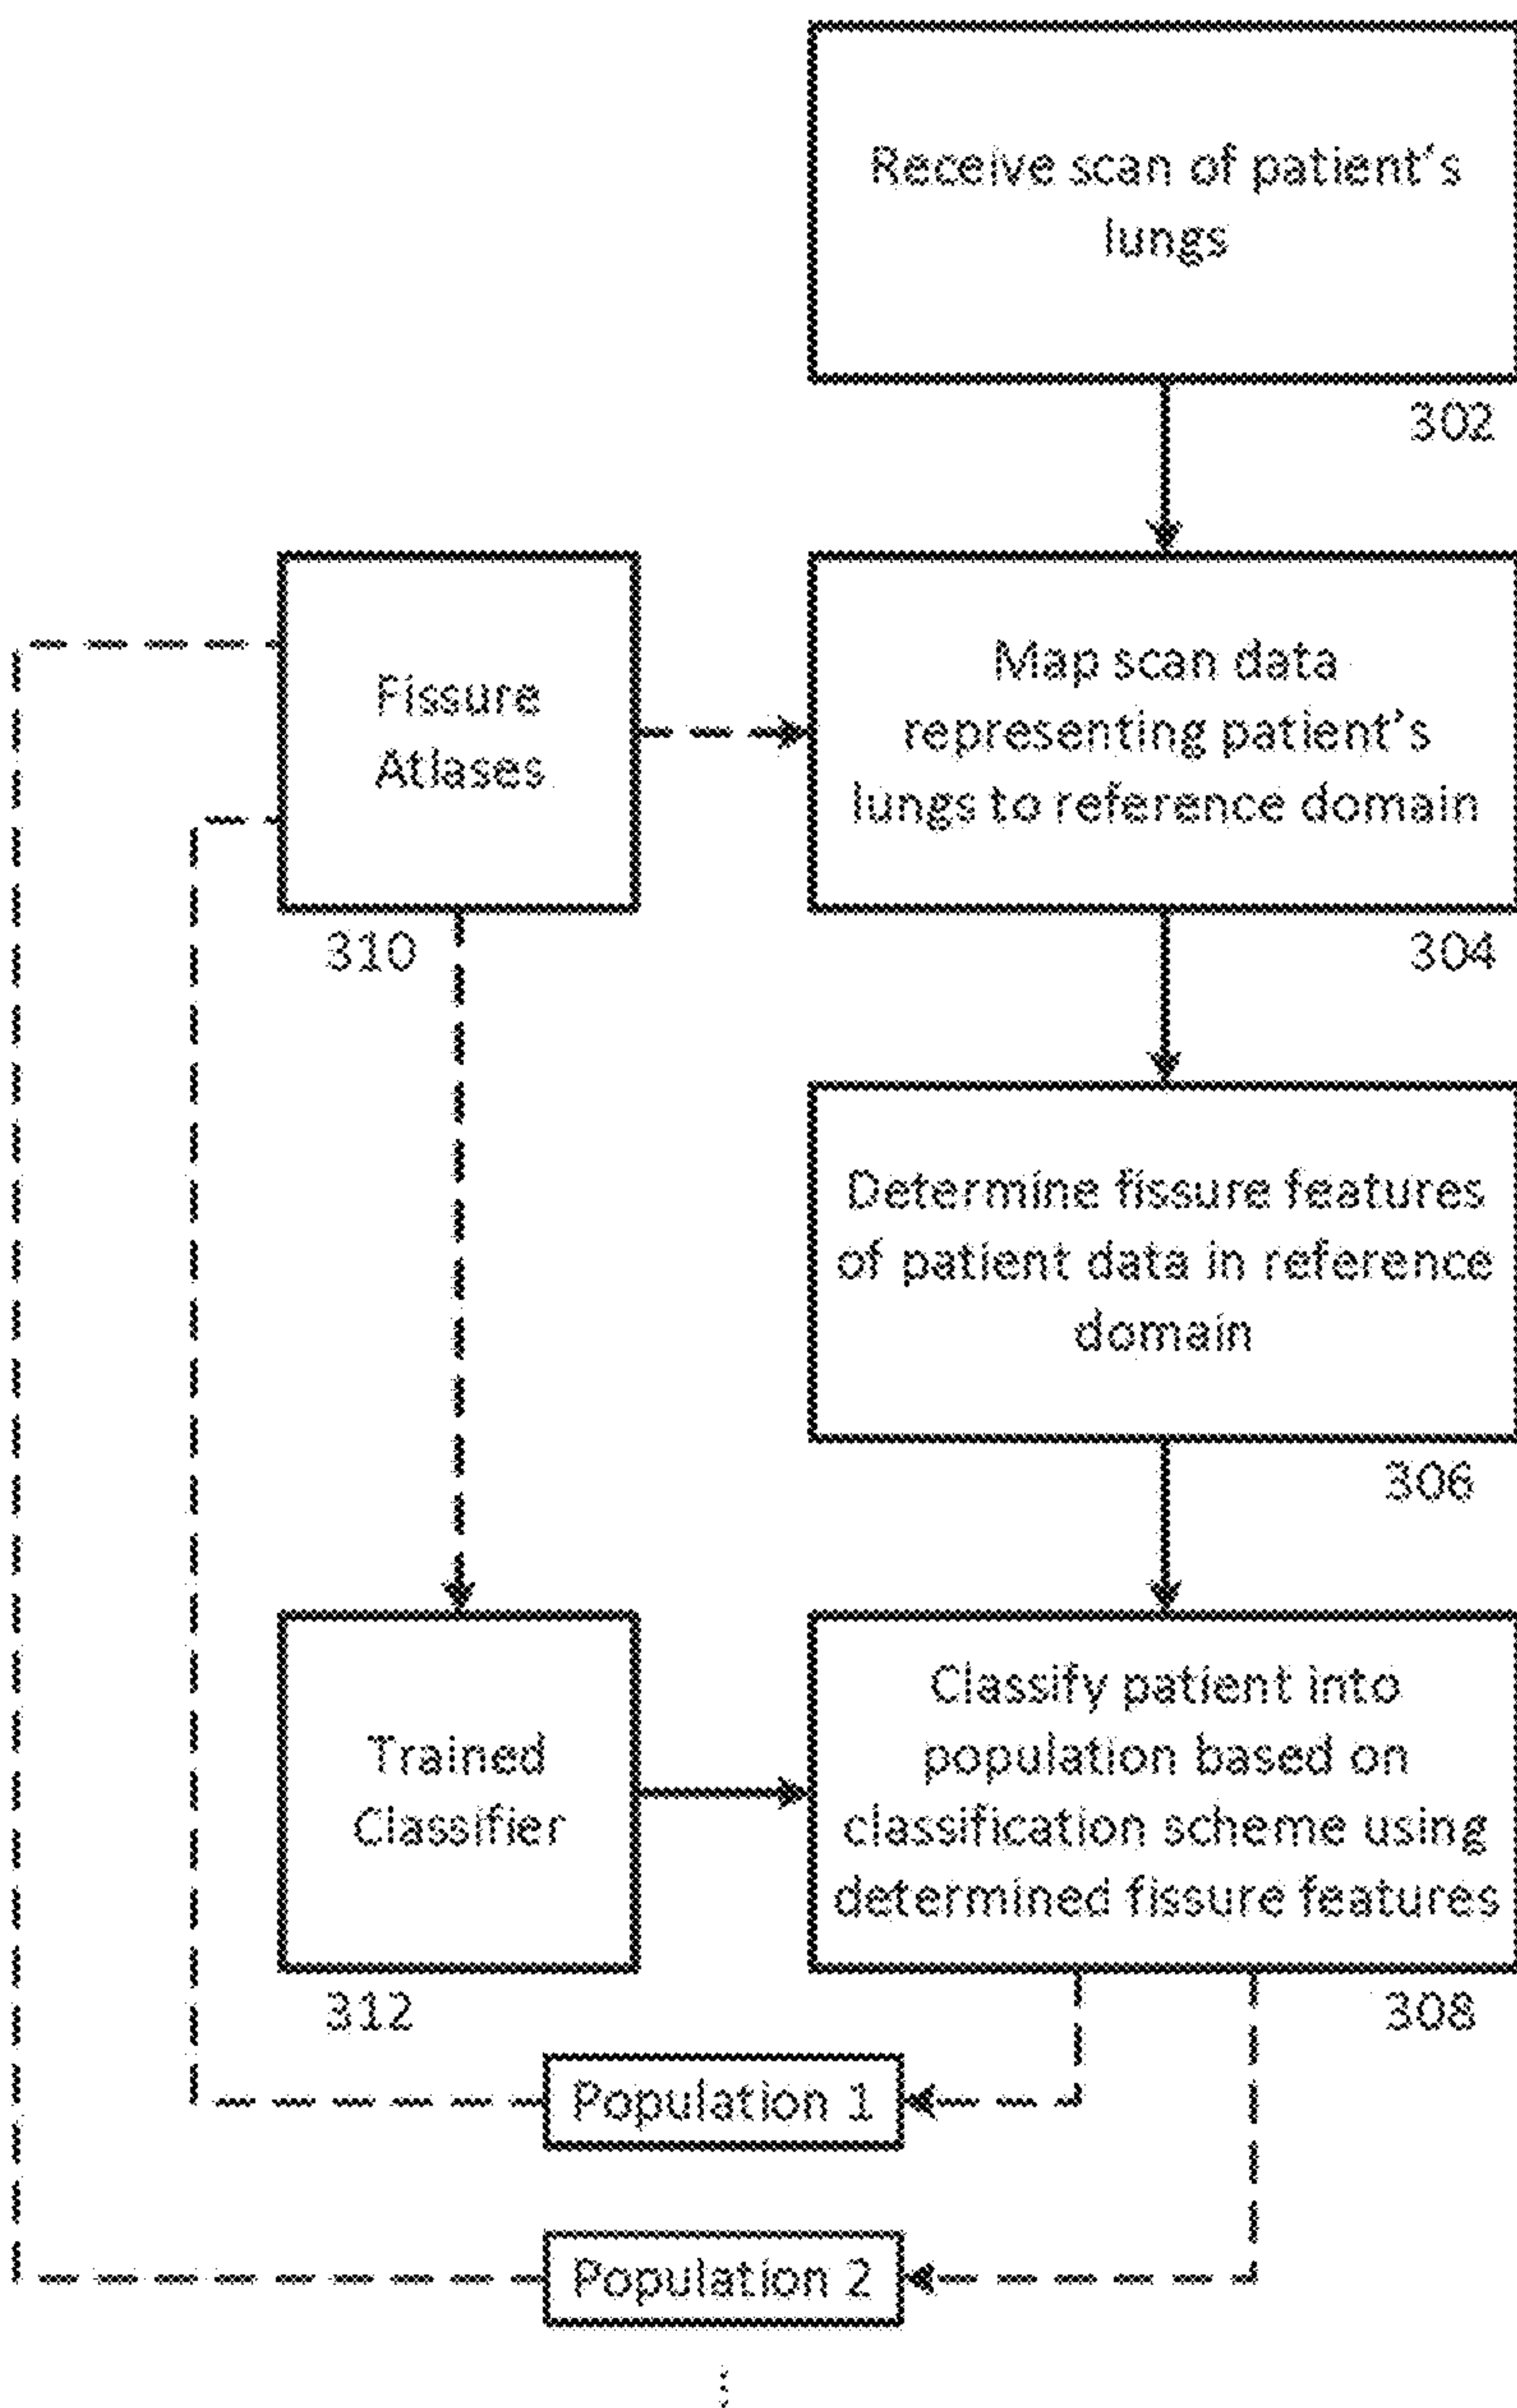 Receive scan of patient's
lungs
302
Fissure
Atlases
310
Map scan data
representing patient's
lungs to reference domain
304
Determine fissure features
of patient data in reference
domain
306
Trained
Classifier
312
Classify patient into
population based on
classification scheme using
determined fissure features
308
Population 1
Population 2